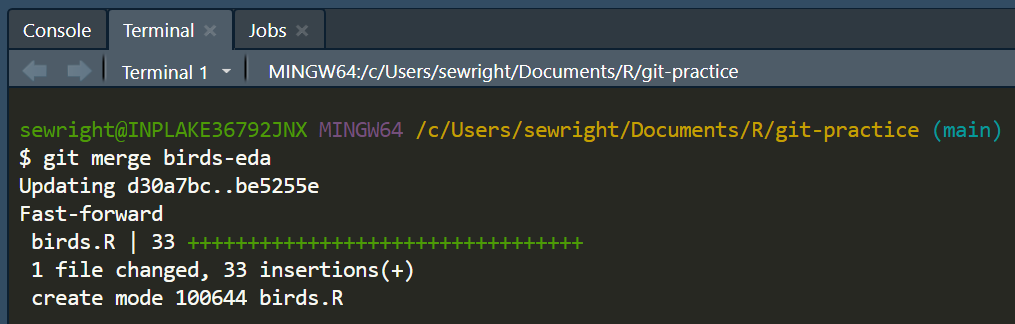 Console Terminal × Jobs ×
Terminal 1 MINGW64:/c/Users/sewright/Documents/R/git-practice
sewright@INPLAKE36792JNX MINGW64 /c/Users/sewright/Documents/R/git-practice (main)
$ git merge birds-eda
Updating d30a7bc..be5255e
Fast-forward
 birds.R | 33 +++++++++++++++++++++++++++++++++
 1 file changed, 33 insertions(+)
 create mode 100644 birds.R